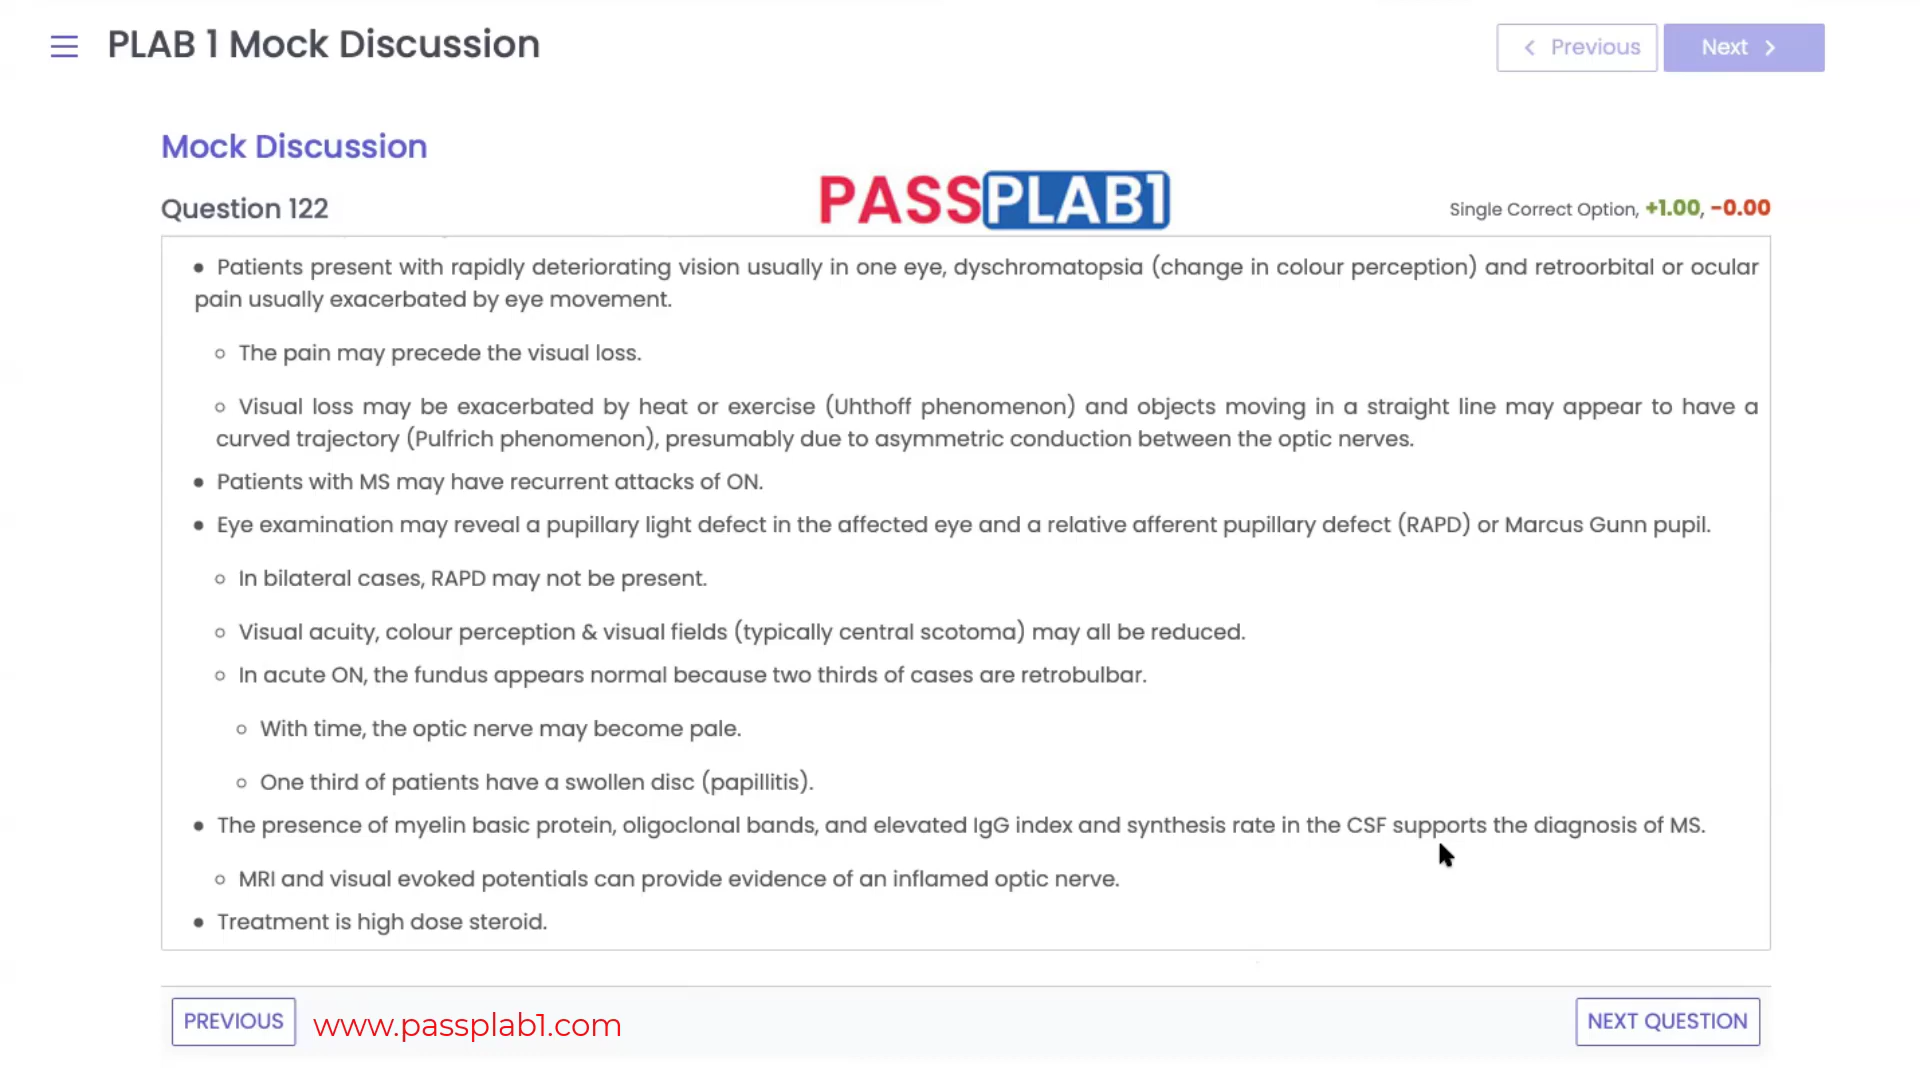 PLAB 1 Mock Discussion
Previous
Next
Mock Discussion
PASSPLAB1
Question 122
Single Correct Option, +1.00, -0.00
• Patients present with rapidly deteriorating vision usually in one eye, dyschromatopsia (change in colour perception) and retroorbital or ocular
pain usually exacerbated by eye movement.
○ The pain may precede the visual loss.
○ Visual loss may be exacerbated by heat or exercise (Uhthoff phenomenon) and objects moving in a straight line may appear to have a
curved trajectory (Pulfrich phenomenon), presumably due to asymmetric conduction between the optic nerves.
• Patients with MS may have recurrent attacks of ON.
• Eye examination may reveal a pupillary light defect in the affected eye and a relative afferent pupillary defect (RAPD) or Marcus Gunn pupil.
○ In bilateral cases, RAPD may not be present.
○ Visual acuity, colour perception & visual fields (typically central scotoma) may all be reduced.
○ In acute ON, the fundus appears normal because two thirds of cases are retrobulbar.
○ With time, the optic nerve may become pale.
○ One third of patients have a swollen disc (papillitis).
• The presence of myelin basic protein, oligoclonal bands, and elevated IgG index and synthesis rate in the CSF supports the diagnosis of MS.
○ MRI and visual evoked potentials can provide evidence of an inflamed optic nerve.
• Treatment is high dose steroid.
PREVIOUS
www.passplab1.com
NEXT QUESTION